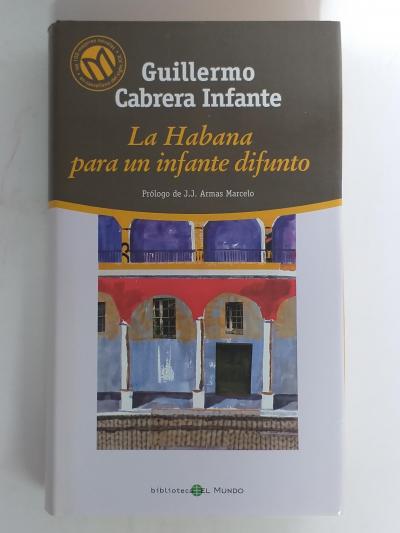 Guillermo
Cabrera Infante
La Habana
para un infante difunto
Prólogo de J.J. Armas Marcelo
biblioteca EL MUNDO